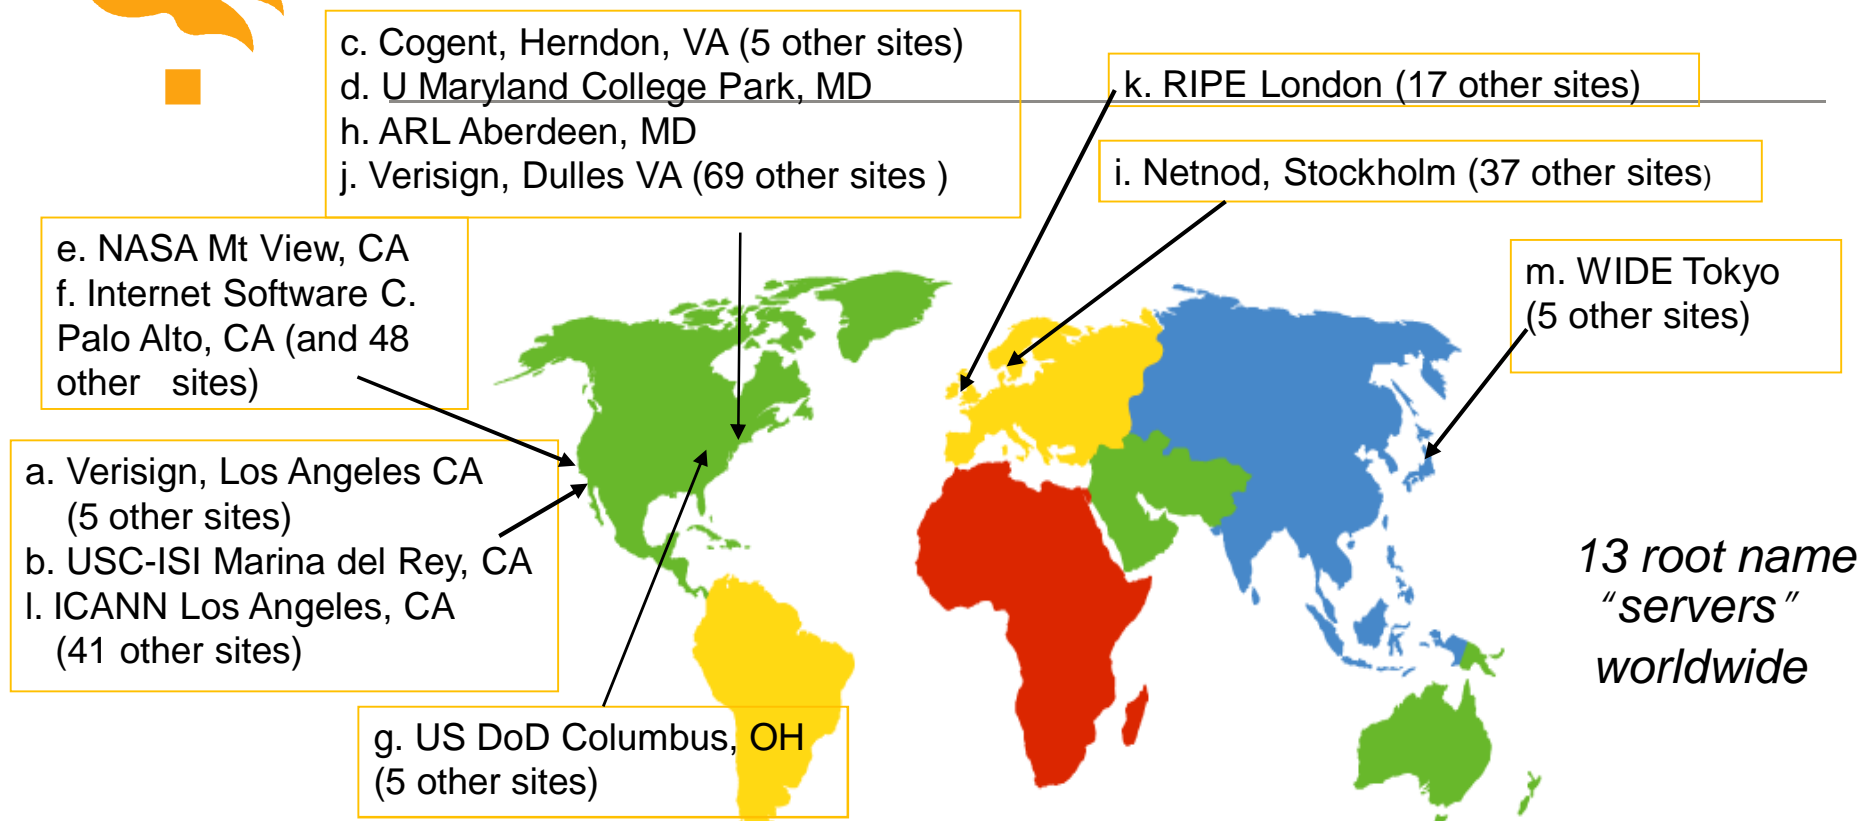 c. Cogent, Herndon, VA (5 other sites)
d. U Maryland College Park, MD
h. ARL Aberdeen, MD
j. Verisign, Dulles VA (69 other sites )
k. RIPE London (17 other sites)
i. Netnod, Stockholm (37 other sites)
e. NASA Mt View, CA
f. Internet Software C.
Palo Alto, CA (and 48
other sites)
m. WIDE Tokyo
(5 other sites)
a. Verisign, Los Angeles CA
(5 other sites)
b. USC-ISI Marina del Rey, CA
l. ICANN Los Angeles, CA
(41 other sites)
g. US DoD Columbus, OH
(5 other sites)
13 root name
“servers”
worldwide